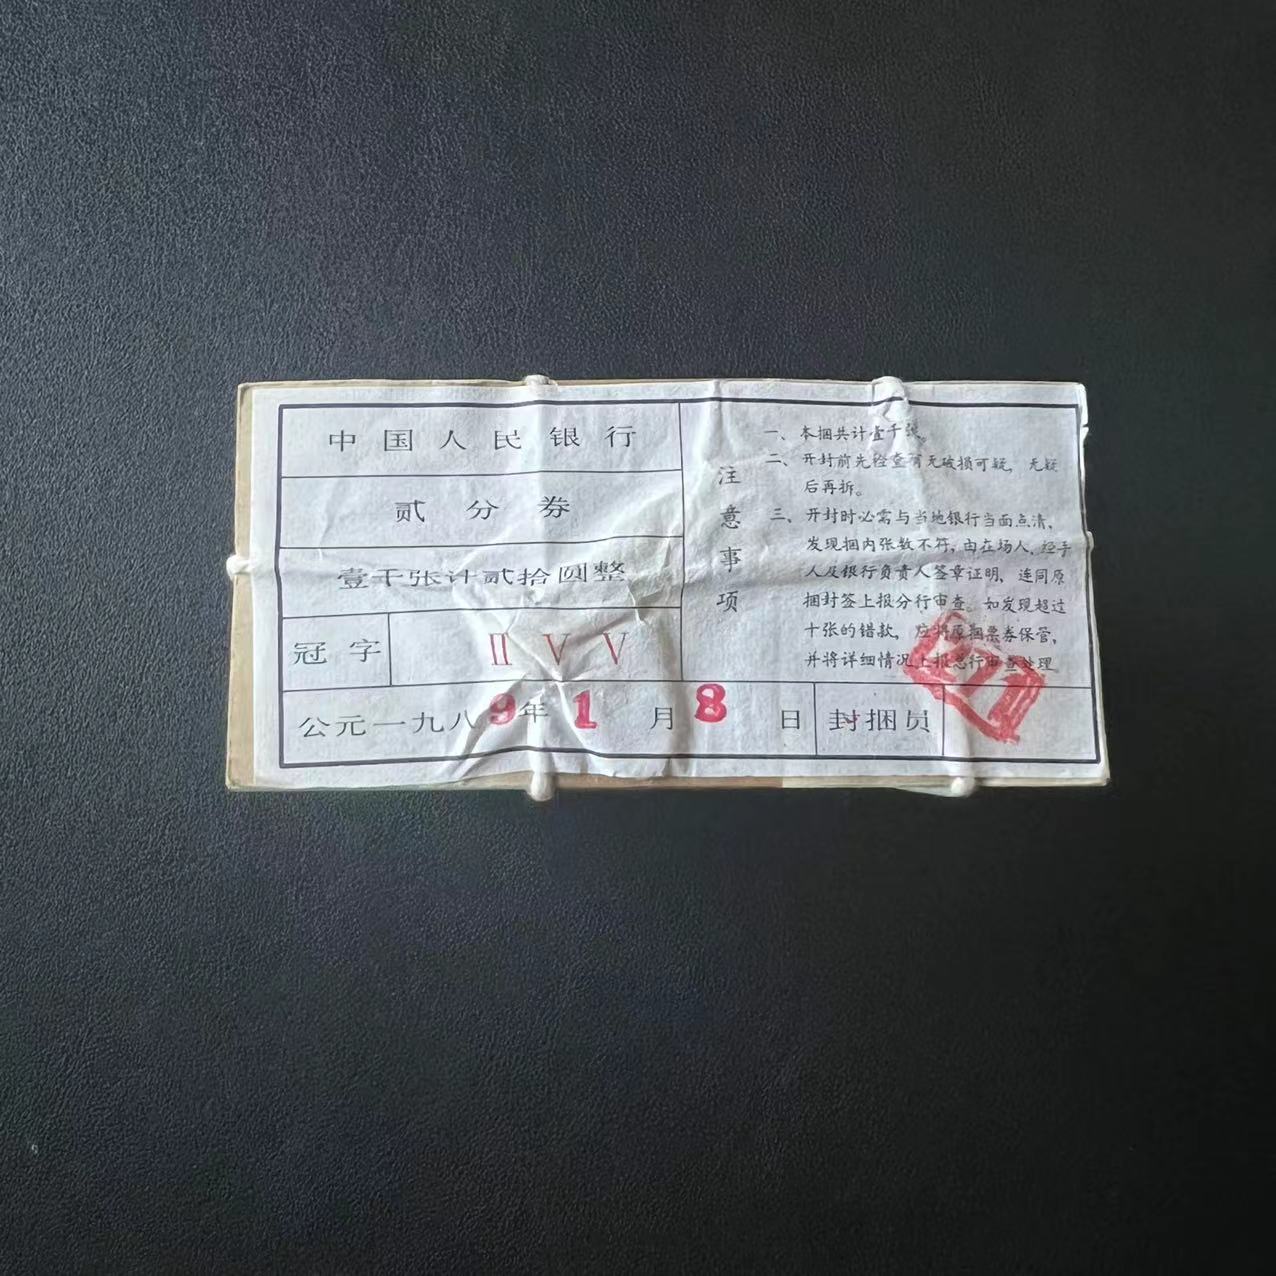 中国人民银行
贰分券
壹千张计贰拾圆整
冠字 ⅡⅤⅤ
公元一九八9年1月8日 封捆员
注意事项
一、本捆共计壹千张。
二、开封前先检查有无破损可疑，无疑
后再拆。
三、开封时必需与当地银行当面点清，
发现捆内张数不符，由在场人，经手
人及银行负责人签章证明，连同原
捆封签上报分行审查。如发现超过
十张的错款，应将原捆票券保管，
并将详细情况上报总行审查处理